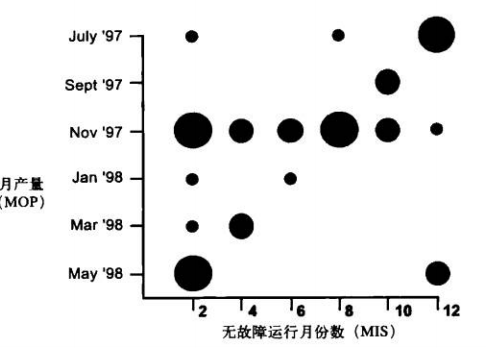 July '97
Sept '97
Nov '97
月产量
Jan '98
(MOP)
Mar '98
May '98
2 4 6 8 10 12
无故障运行月份数（MIS）